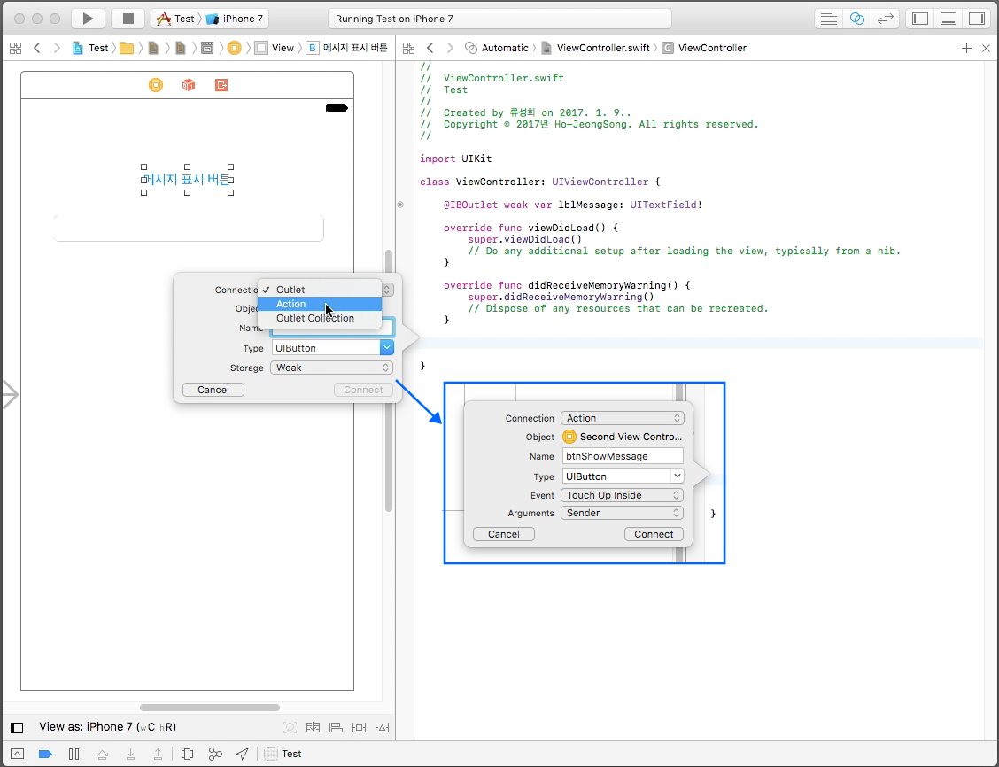 Test iPhone 7 Running Test on iPhone 7
Test View B 메시지 표시 버튼 Automatic ViewController.swift C ViewController
//
// ViewController.swift
// Test
//
// Created by 류성희 on 2017. 1. 9..
// Copyright © 2017년 Ho-JeongSong. All rights reserved.
//
import UIKit
class ViewController: UIViewController {
@IBOutlet weak var lblMessage: UITextField!
override func viewDidLoad() {
super.viewDidLoad()
// Do any additional setup after loading the view, typically from a nib.
}
override func didReceiveMemoryWarning() {
super.didReceiveMemoryWarning()
// Dispose of any resources that can be recreated.
}
}
메시지 표시 버튼
Connectio ✓ Outlet
Action
Objec
Outlet Collection
Name
Type UIButton
Storage Weak
Cancel Connect
Connection Action
Object Second View Contro...
Name btnShowMessage
Type UIButton
Event Touch Up Inside
Arguments Sender
Cancel Connect
}
View as: iPhone 7 (wC hR)
Test